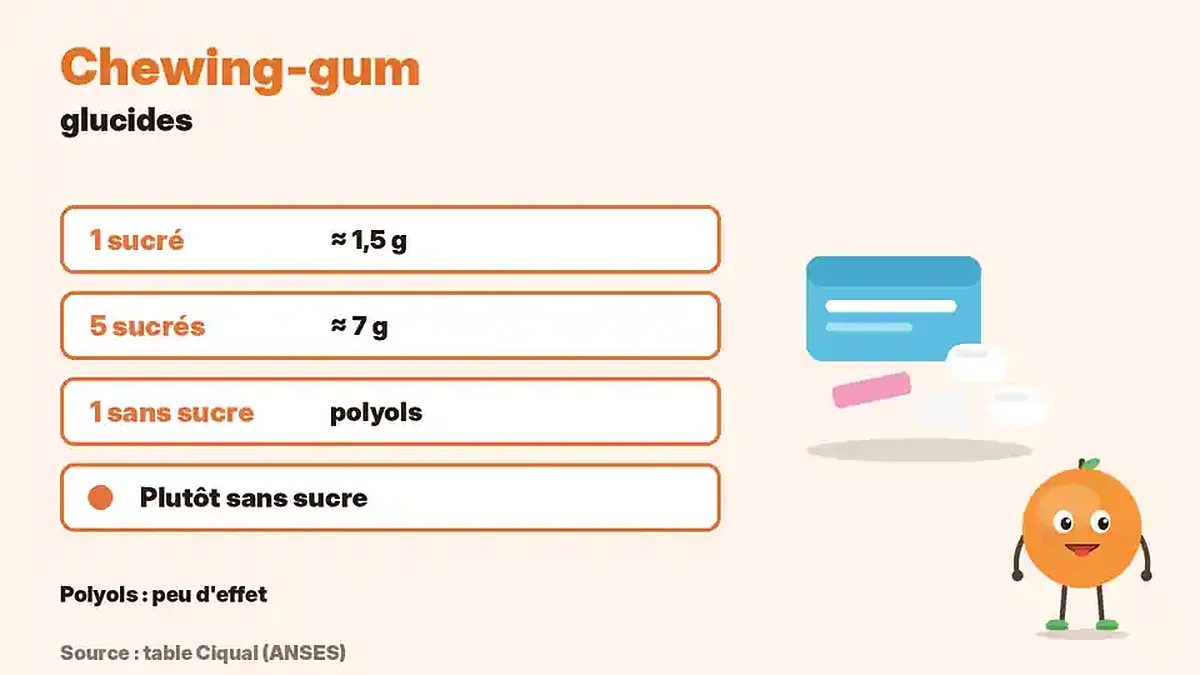 Chewing-gum
glucides
1 sucré ≈ 1,5 g
5 sucrés ≈ 7 g
1 sans sucre polyols
Plutôt sans sucre
Polyols : peu d'effet
Source : table Ciqual (ANSES)